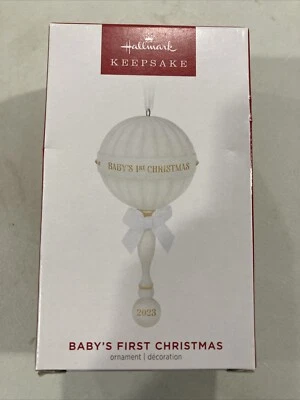 Hallmark
KEEPSAKE
BABY'S 1ST CHRISTMAS
2023
BABY'S FIRST CHRISTMAS
ornament | décoration